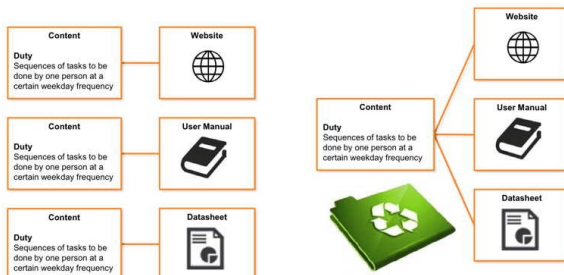 Content
Duty
Sequences of tasks to be
done by one person at a
certain weekday frequency
Website
Content
Duty
Sequences of tasks to be
done by one person at a
certain weekday frequency
User Manual
Content
Duty
Sequences of tasks to be
done by one person at a
certain weekday frequency
Datasheet
Content
Duty
Sequences of tasks to be
done by one person at a
certain weekday frequency
Website
User Manual
Datasheet